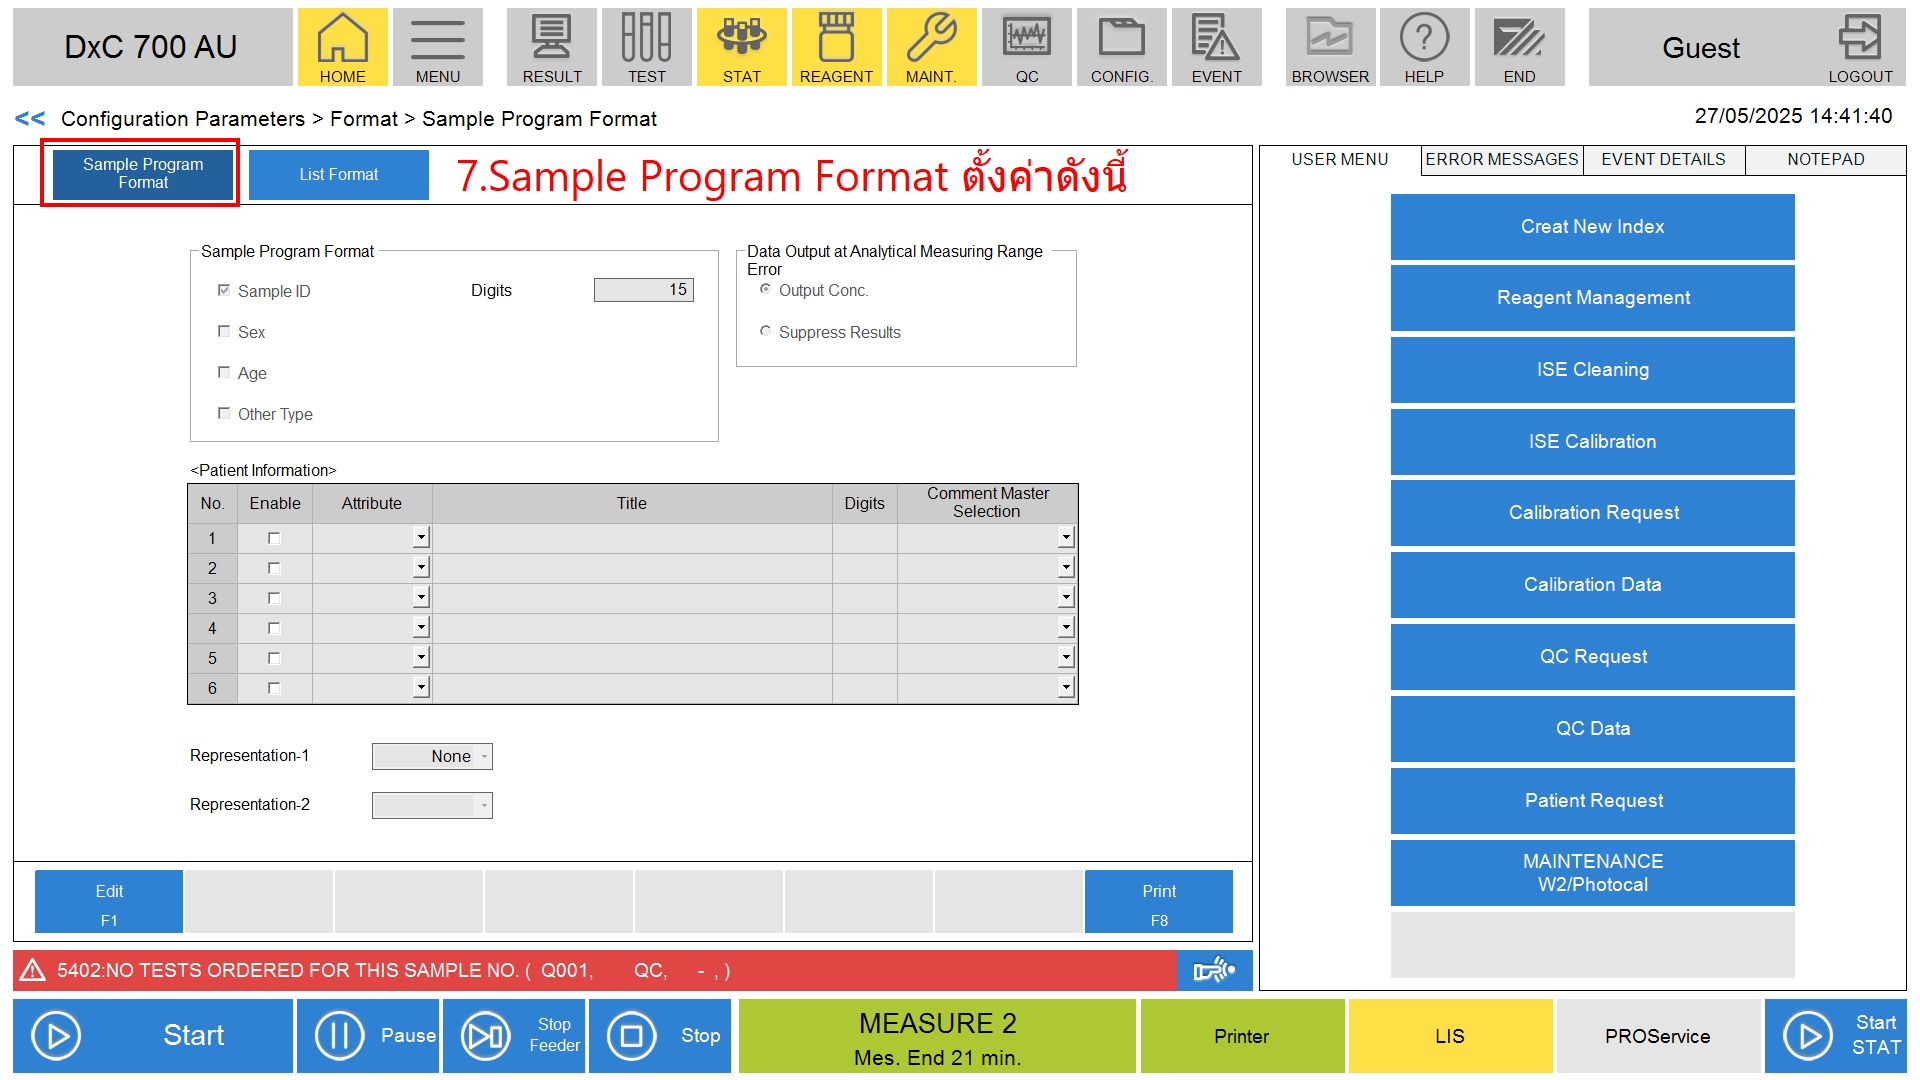 DxC 700 AU
HOME
MENU
RESULT
TEST
STAT
REAGENT
MAINT.
QC
CONFIG.
EVENT
BROWSER
HELP
END
Guest
LOGOUT
<< Configuration Parameters > Format > Sample Program Format
27/05/2025 14:41:40
Sample Program
Format
List Format
7.Sample Program Format ตั้งค่าดังนี้
USER MENU
ERROR MESSAGES
EVENT DETAILS
NOTEPAD
Sample Program Format
Sample ID
Digits
15
Sex
Age
Other Type
Data Output at Analytical Measuring Range
Error
Output Conc.
Suppress Results
<Patient Information>
No.
Enable
Attribute
Title
Digits
Comment Master
Selection
1
2
3
4
5
6
Representation-1
None
Representation-2
Edit
F1
Print
F8
Creat New Index
Reagent Management
ISE Cleaning
ISE Calibration
Calibration Request
Calibration Data
QC Request
QC Data
Patient Request
MAINTENANCE
W2/Photocal
5402:NO TESTS ORDERED FOR THIS SAMPLE NO. ( Q001, QC, - , )
Start
Pause
Stop
Feeder
Stop
MEASURE 2
Mes. End 21 min.
Printer
LIS
PROService
Start
STAT